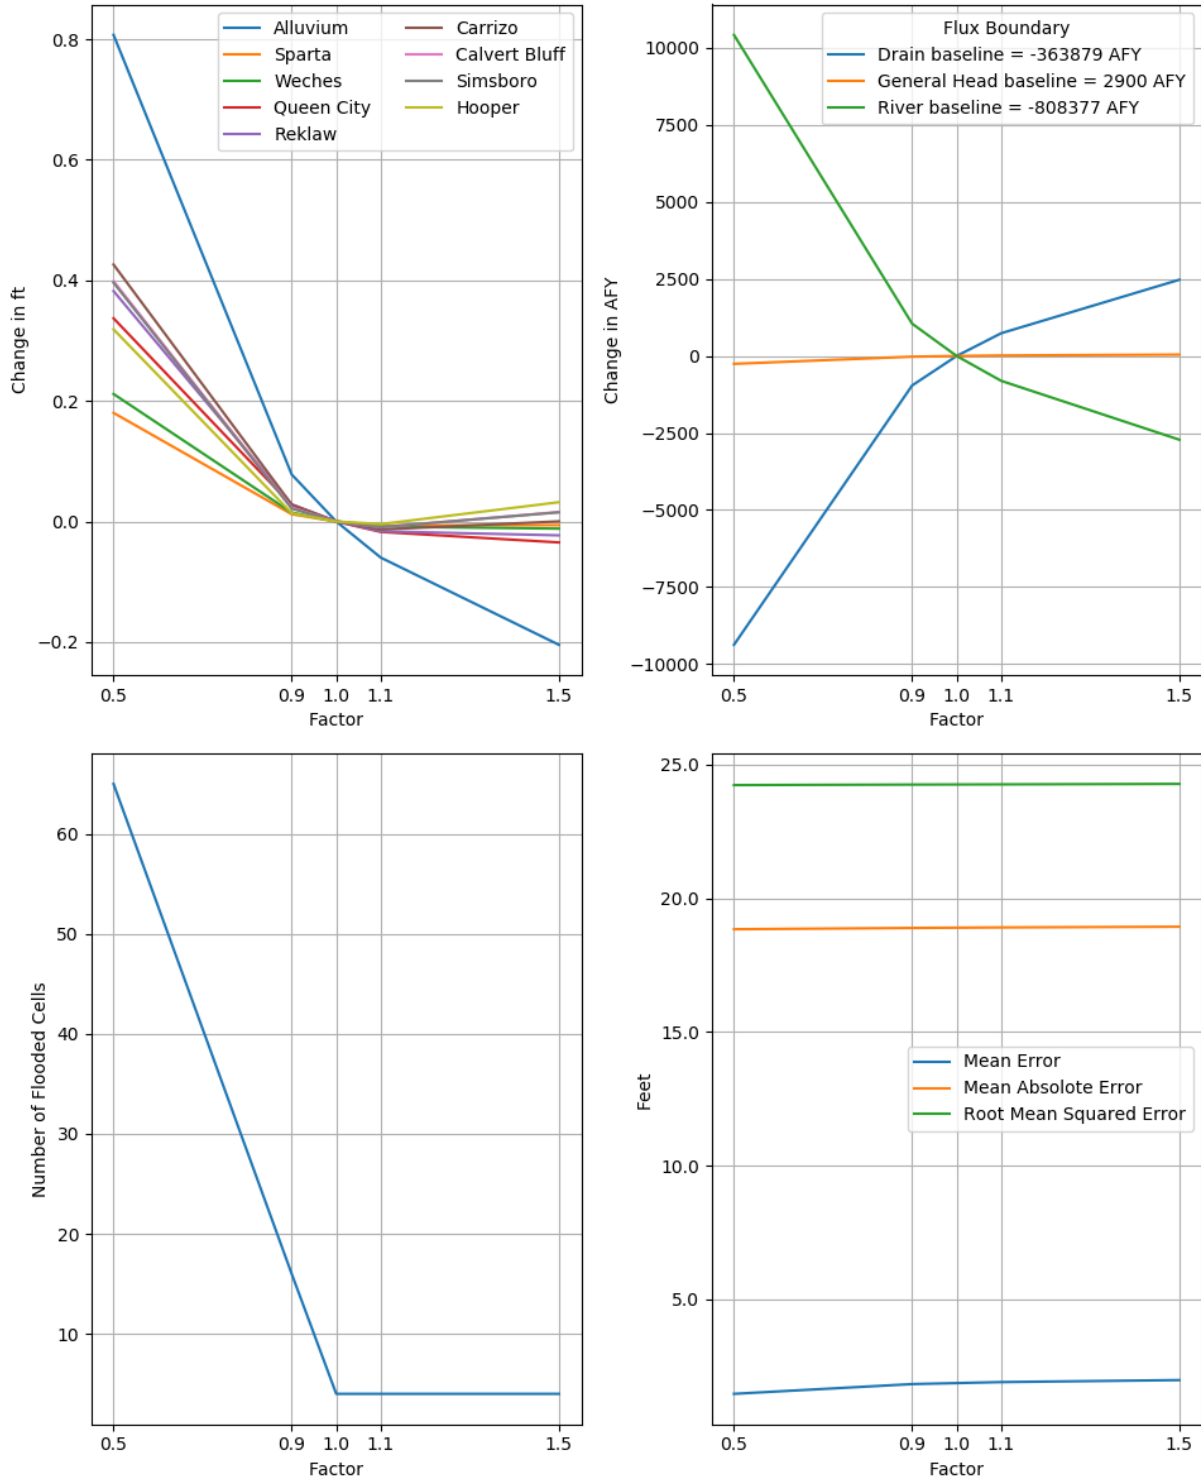 Alluvium
Sparta
Weches
Queen City
Reklaw
Carrizo
Calvert Bluff
Simsboro
Hooper
0.8
0.6
0.4
0.2
0.0
−0.2
Change in ft
0.5 0.9 1.0 1.1 1.5
Factor
Flux Boundary
Drain baseline = -363879 AFY
General Head baseline = 2900 AFY
River baseline = -808377 AFY
10000
7500
5000
2500
0
−2500
−5000
−7500
−10000
Change in AFY
0.5 0.9 1.0 1.1 1.5
Factor
60
50
40
30
20
10
Number of Flooded Cells
0.5 0.9 1.0 1.1 1.5
Factor
25.0
20.0
15.0
10.0
5.0
Feet
Mean Error
Mean Absolote Error
Root Mean Squared Error
0.5 0.9 1.0 1.1 1.5
Factor